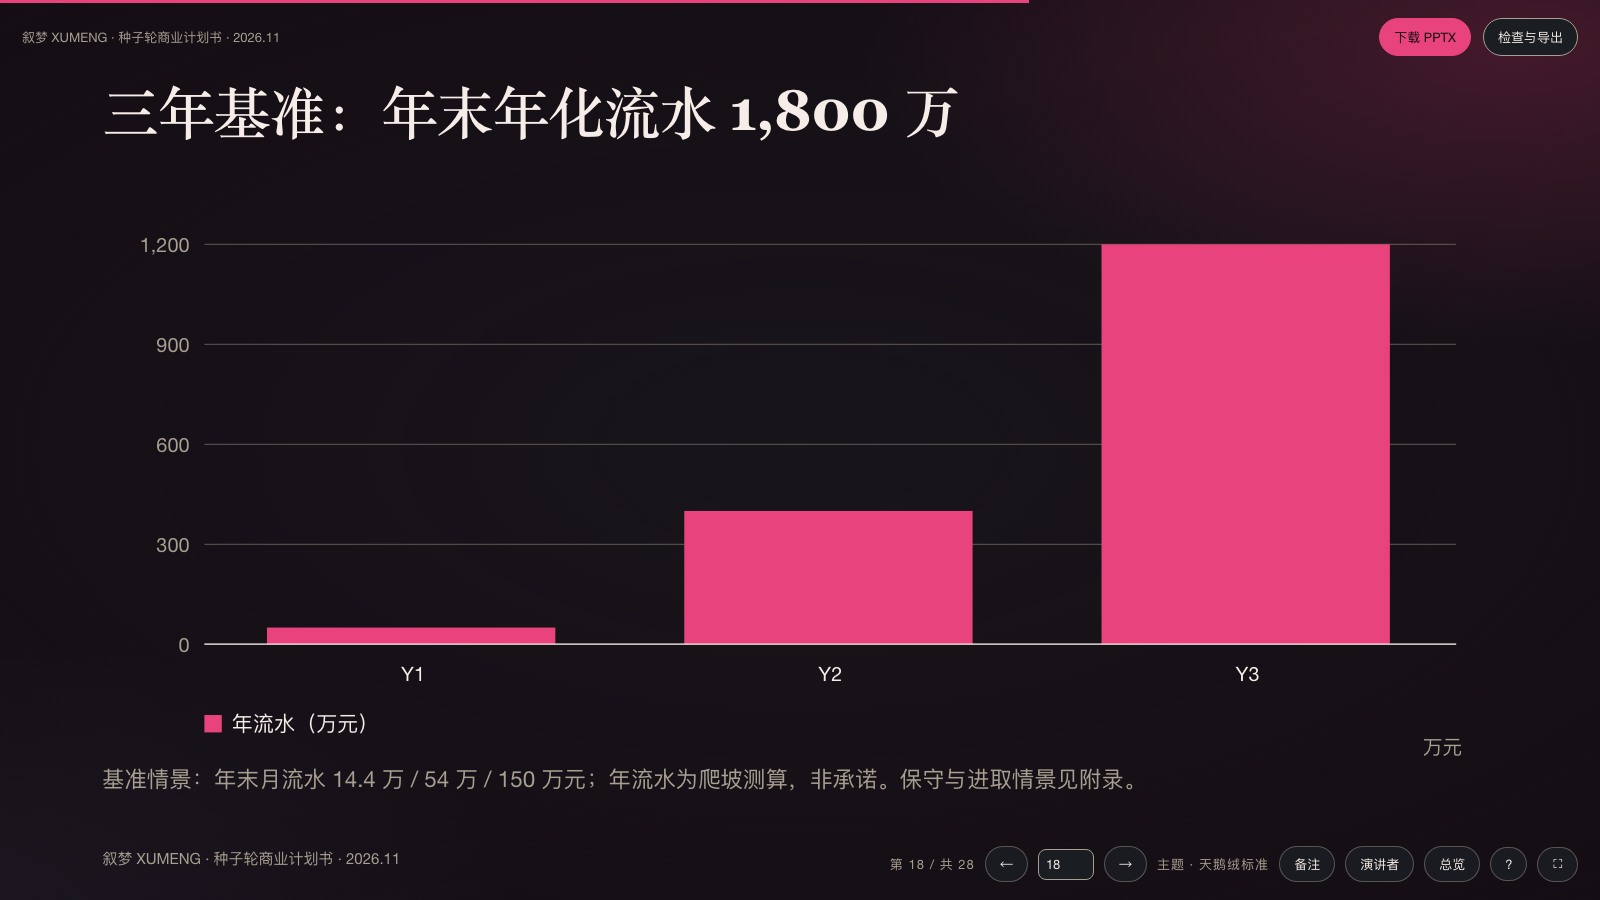 叙梦 XUMENG · 种子轮商业计划书 · 2026.11
下载 PPTX
检查与导出
三年基准：年末年化流水 1,800 万
1,200
900
600
300
0
Y1
Y2
Y3
年流水（万元）
万元
基准情景：年末月流水 14.4 万 / 54 万 / 150 万元；年流水为爬坡测算，非承诺。保守与进取情景见附录。
叙梦 XUMENG · 种子轮商业计划书 · 2026.11
第 18 / 共 28
←
18
→
主题 · 天鹅绒标准
备注
演讲者
总览
?